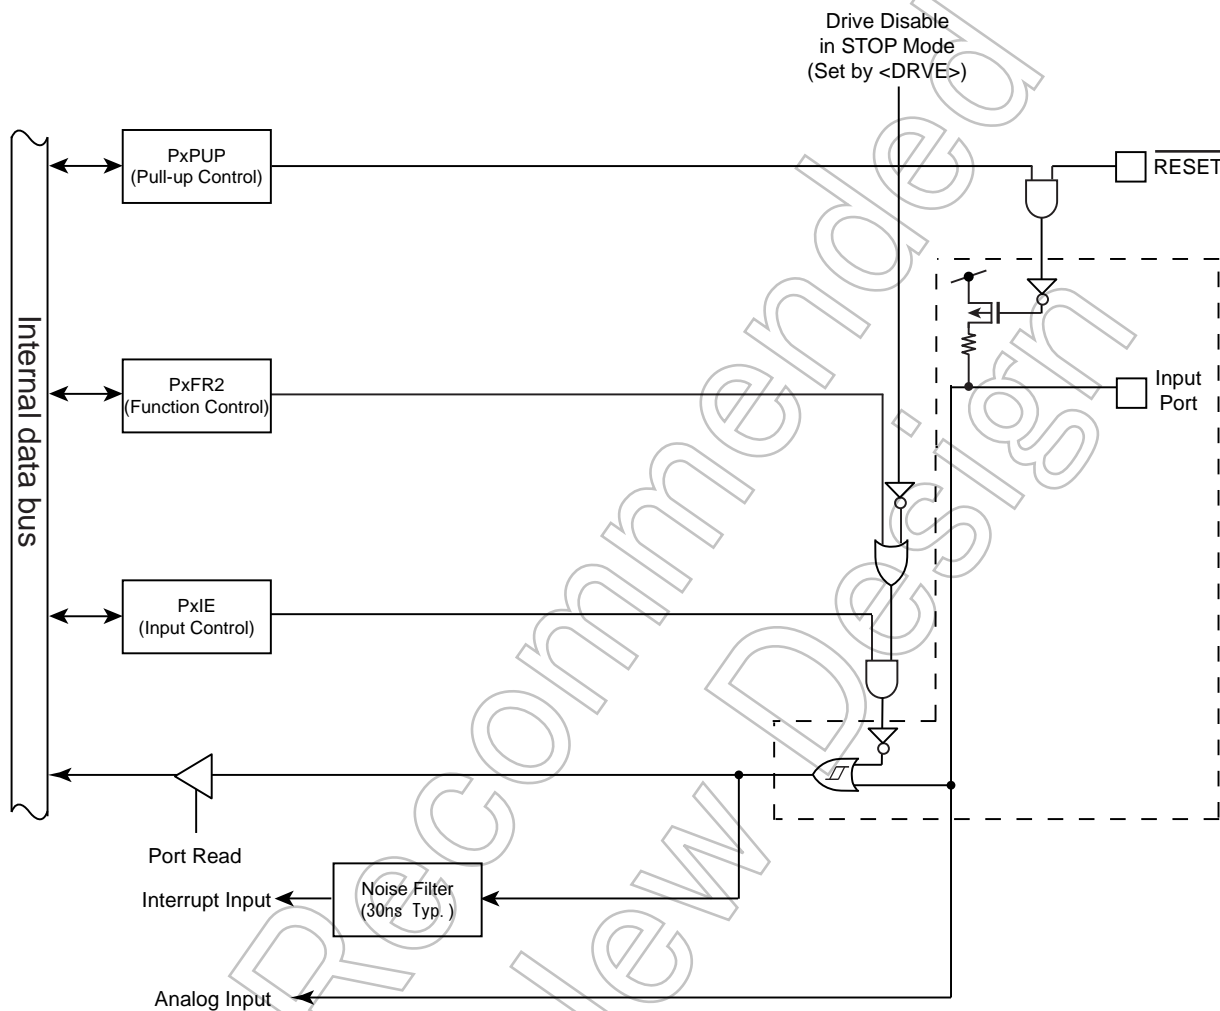 Drive Disable
in STOP Mode
(Set by <DRVE>)
PxPUP
(Pull-up Control)
RESET
Internal data bus
PxFR2
(Function Control)
Input
Port
PxIE
(Input Control)
Port Read
Interrupt Input
Noise Filter
(30ns Typ.)
Analog Input
Recommended
New Design